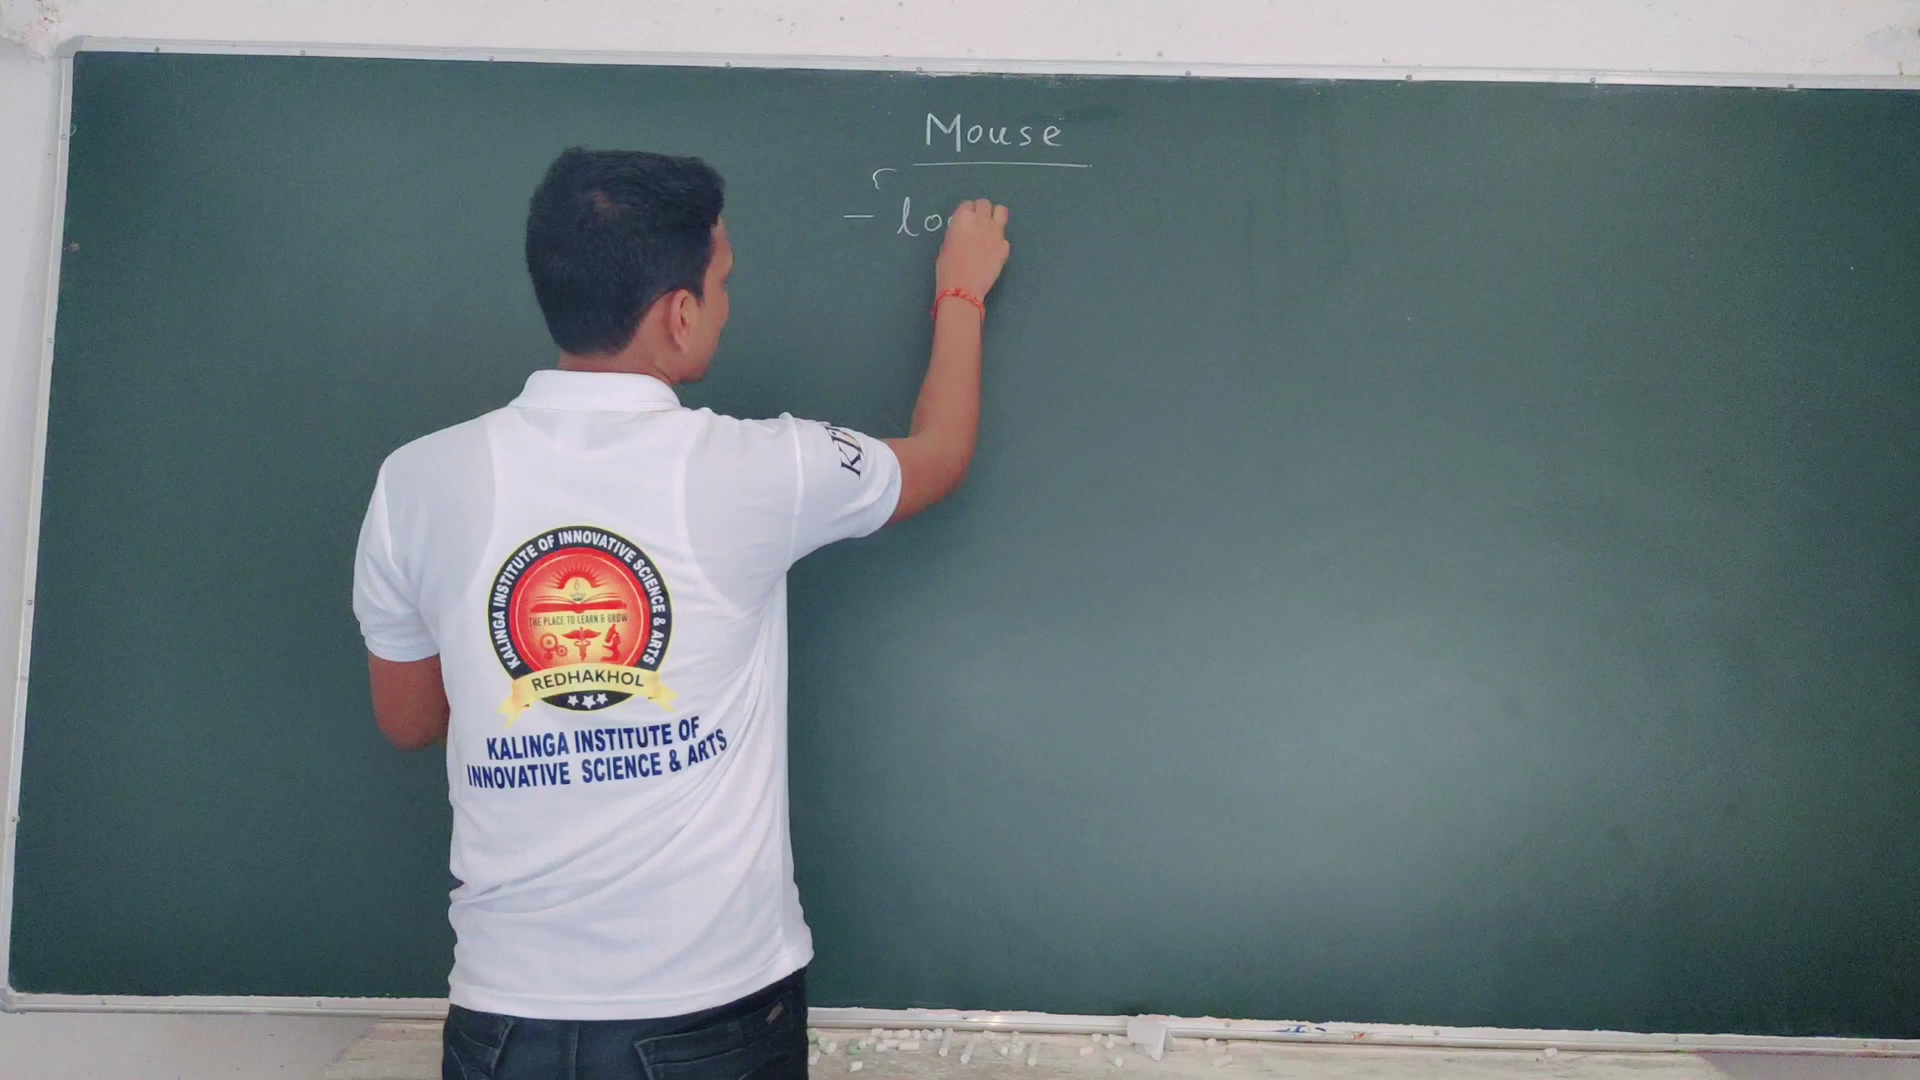 Mouse
KI
KALINGA INSTITUTE OF INNOVATIVE SCIENCE & ARTS
THE PLACE TO LEARN & GROW
REDHAKHOL
KALINGA INSTITUTE OF
INNOVATIVE SCIENCE & ARTS